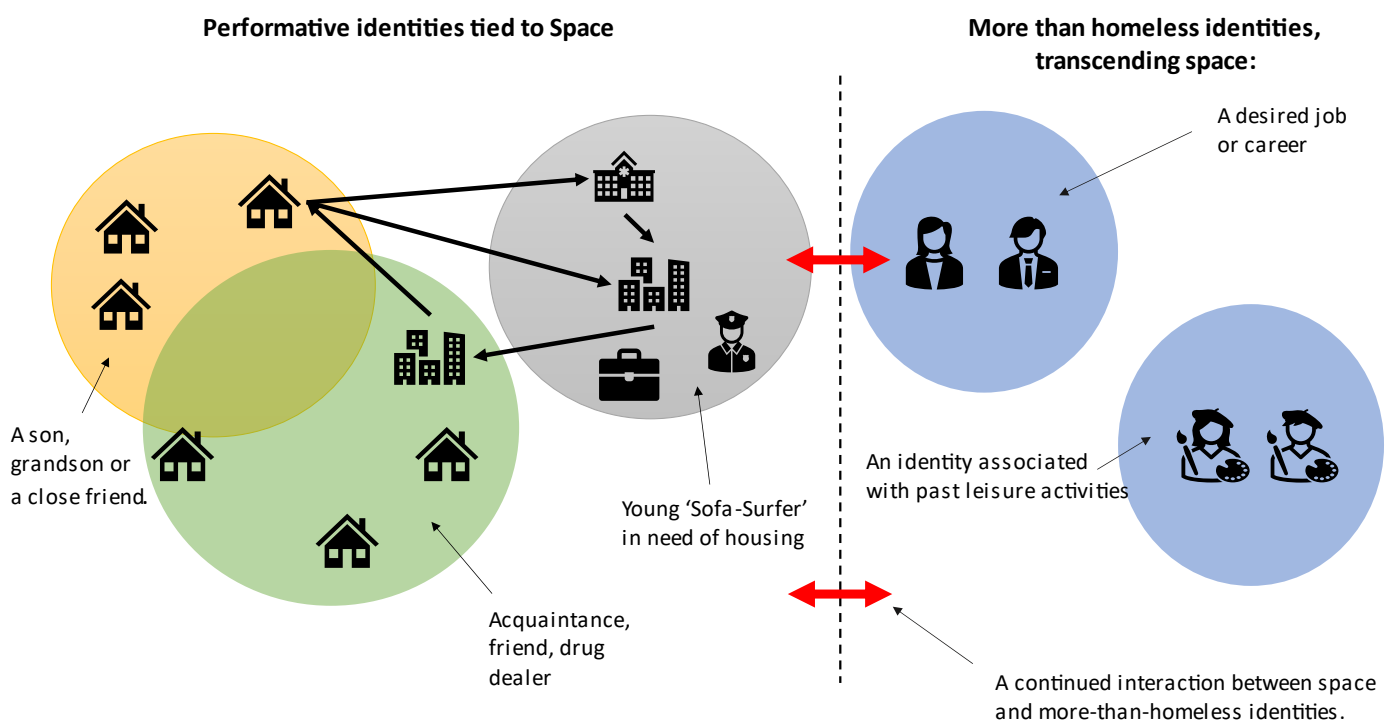 Performative identities tied to Space
More than homeless identities,
transcending space:
A desired job
or career
A son,
grandson or
a close friend.
An identity associated
with past leisure activities
Young ‘Sofa-Surfer’
in need of housing
Acquaintance,
friend, drug
dealer
A continued interaction between space
and more-than-homeless identities.